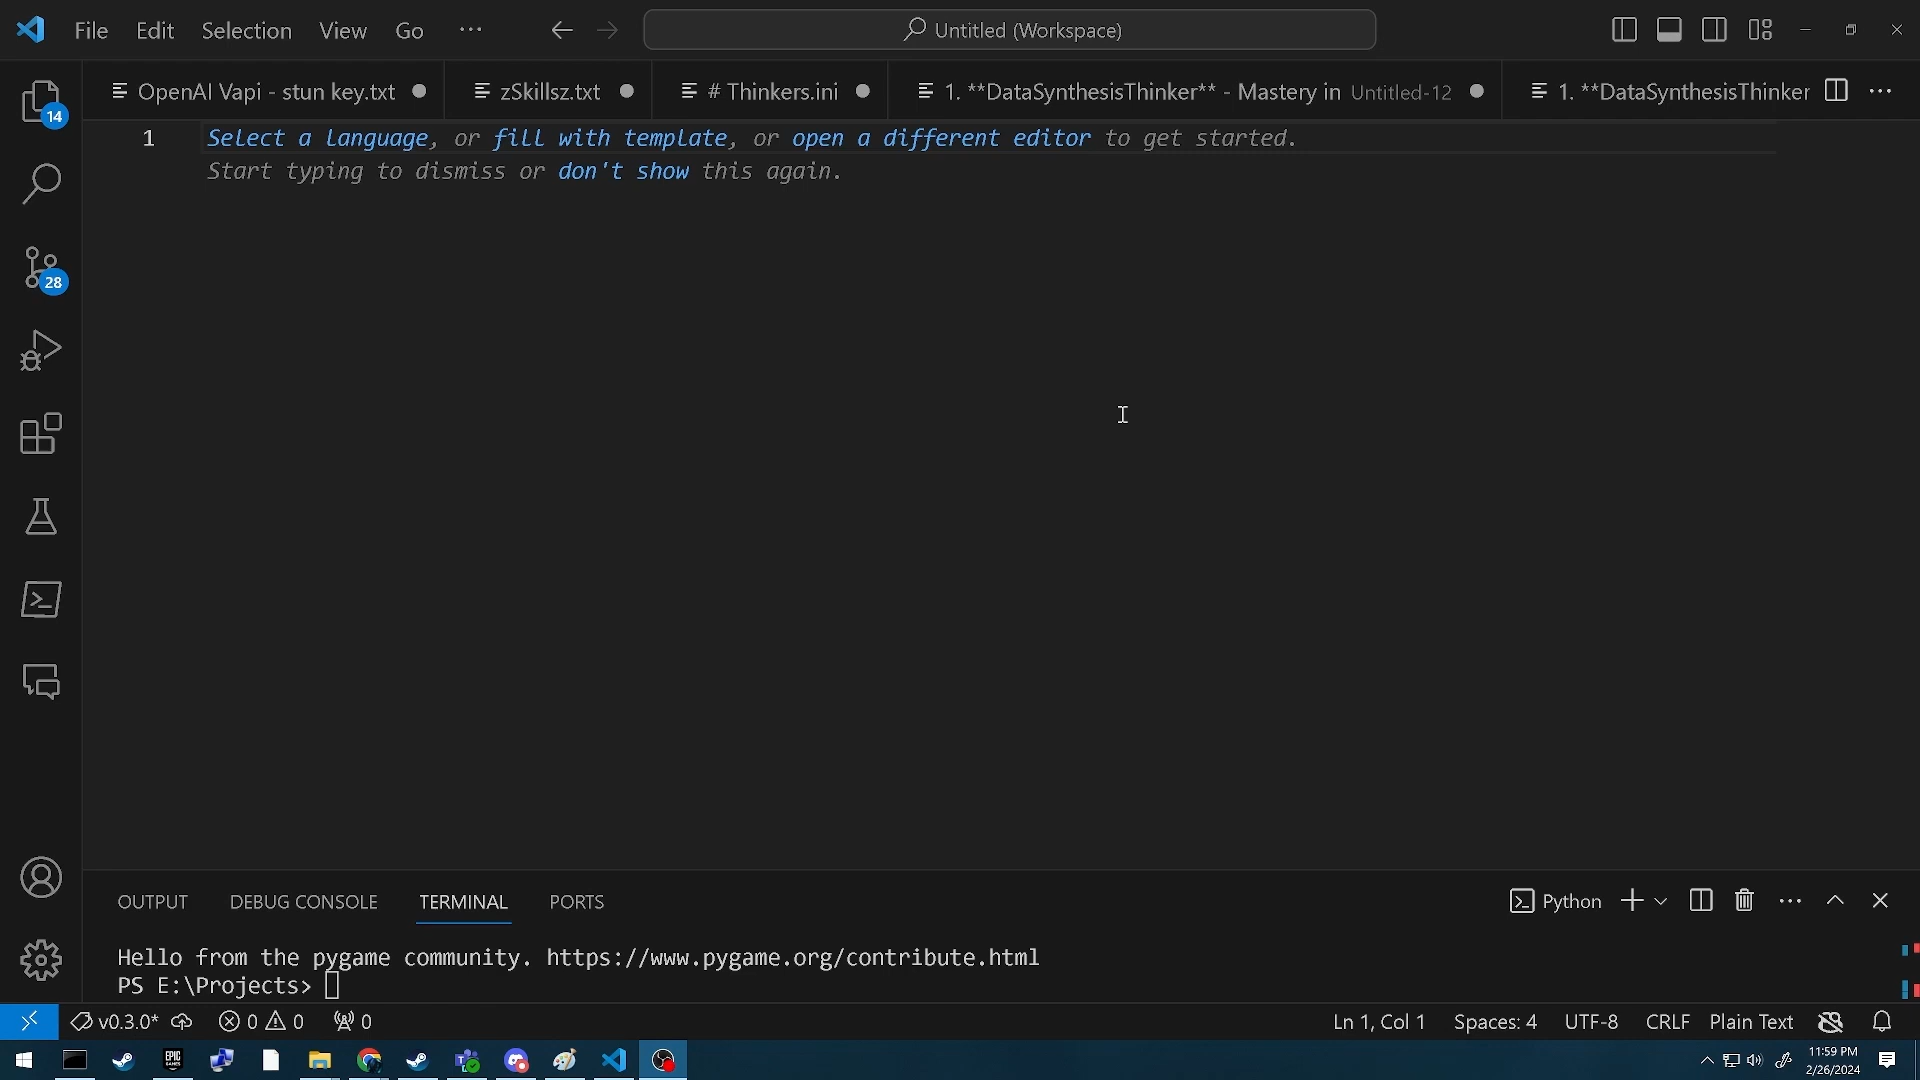 File Edit Selection View Go ··· Untitled (Workspace)
OpenAI Vapi - stun key.txt zSkillsz.txt # Thinkers.ini 1. **DataSynthesisThinker** - Mastery in Untitled-12 1. **DataSynthesisThinker
14
1 Select a language, or fill with template, or open a different editor to get started.
Start typing to dismiss or don't show this again.
28
OUTPUT DEBUG CONSOLE TERMINAL PORTS Python
Hello from the pygame community. https://www.pygame.org/contribute.html
PS E:\Projects>
v0.3.0* 0 0 0 Ln 1, Col 1 Spaces: 4 UTF-8 CRLF Plain Text
EPIC GAMES
11:59 PM
2/26/2024